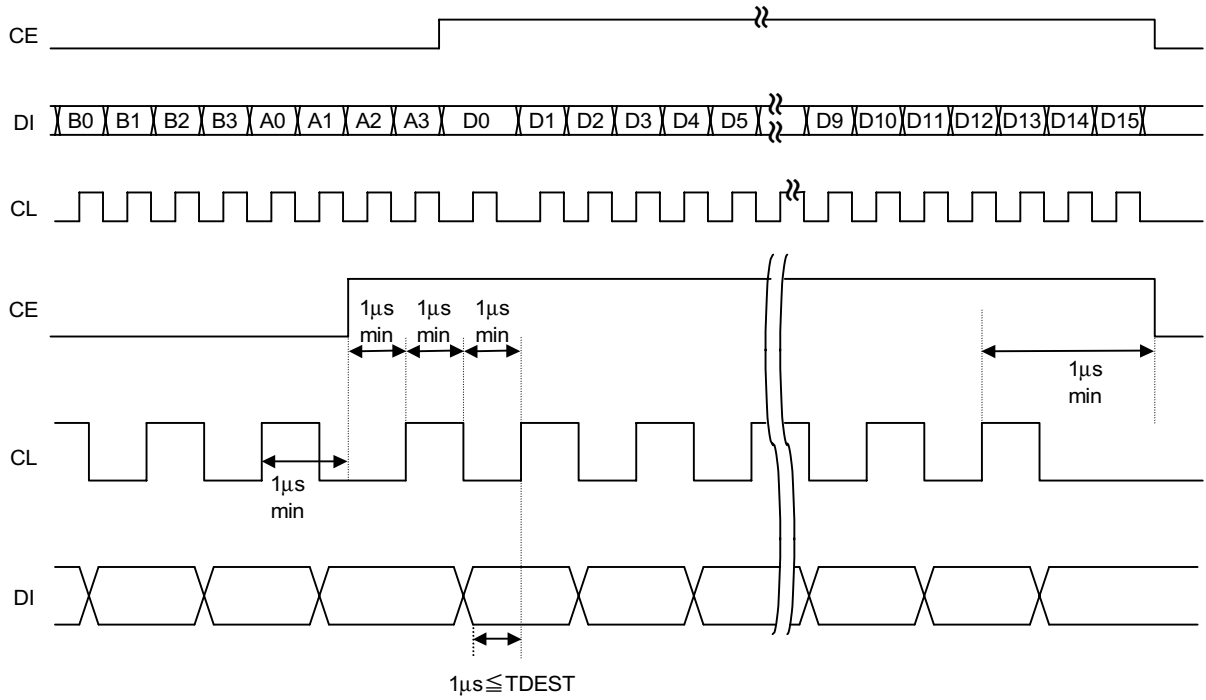 CE
DI B0 B1 B2 B3 A0 A1 A2 A3 D0 D1 D2 D3 D4 D5 D9 D10 D11 D12 D13 D14 D15
CL
CE
1μs
min
1μs
min
1μs
min
1μs
min
CL
1μs
min
DI
1μs≦TDEST